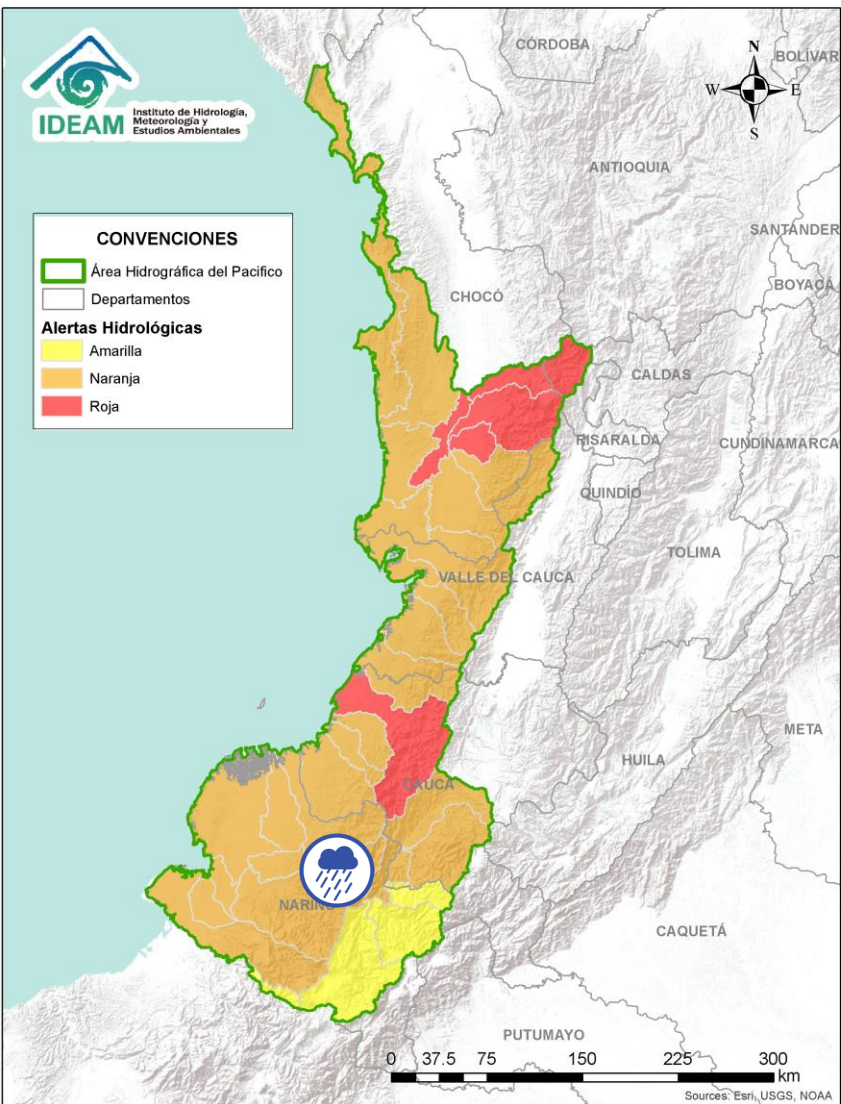 IDEAM
Instituto de Hidrología,
Meteorología y
Estudios Ambientales
N
W
E
S
CÓRDOBA
BOLÍVAR
ANTIOQUIA
SANTANDER
BOYACÁ
CHOCÓ
CALDAS
RISARALDA
CUNDINAMARCA
QUINDÍO
TOLIMA
VALLE DEL CAUCA
META
HUILA
CAUCA
NARIÑO
CAQUETÁ
PUTUMAYO
CONVENCIONES
Área Hidrográfica del Pacifico
Departamentos
Alertas Hidrológicas
Amarilla
Naranja
Roja
0 37.5 75 150 225 300
km
Sources: Esri, USGS, NOAA